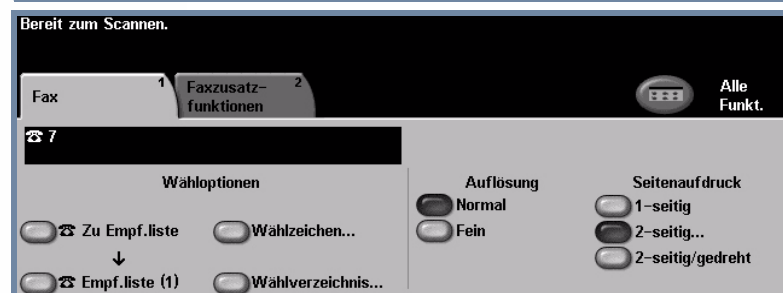 Bereit zum Scannen.
Fax 1
Faxzusatz- 2
funktionen
Alle
Funkt.
☎ 7
Wähloptionen
☎ Zu Empf.liste
↓
☎ Empf.liste (1)
Wählzeichen...
Wählverzeichnis...
Auflösung
Normal
Fein
Seitenaufdruck
1-seitig
2-seitig...
2-seitig/gedreht